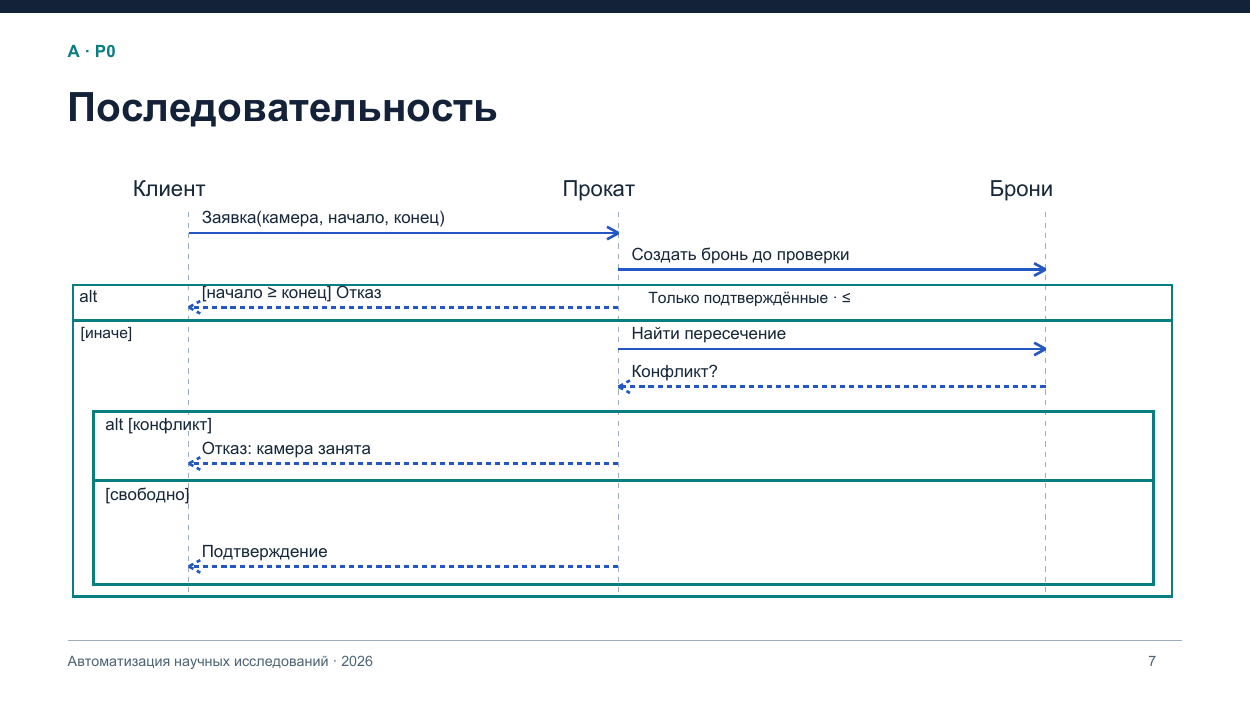 A · P0
Последовательность
Клиент
Прокат
Брони
Заявка(камера, начало, конец)
Создать бронь до проверки
alt
[начало ≥ конец] Отказ
Только подтверждённые · ≤
[иначе]
Найти пересечение
Конфликт?
alt [конфликт]
Отказ: камера занята
[свободно]
Подтверждение
Автоматизация научных исследований · 2026
7